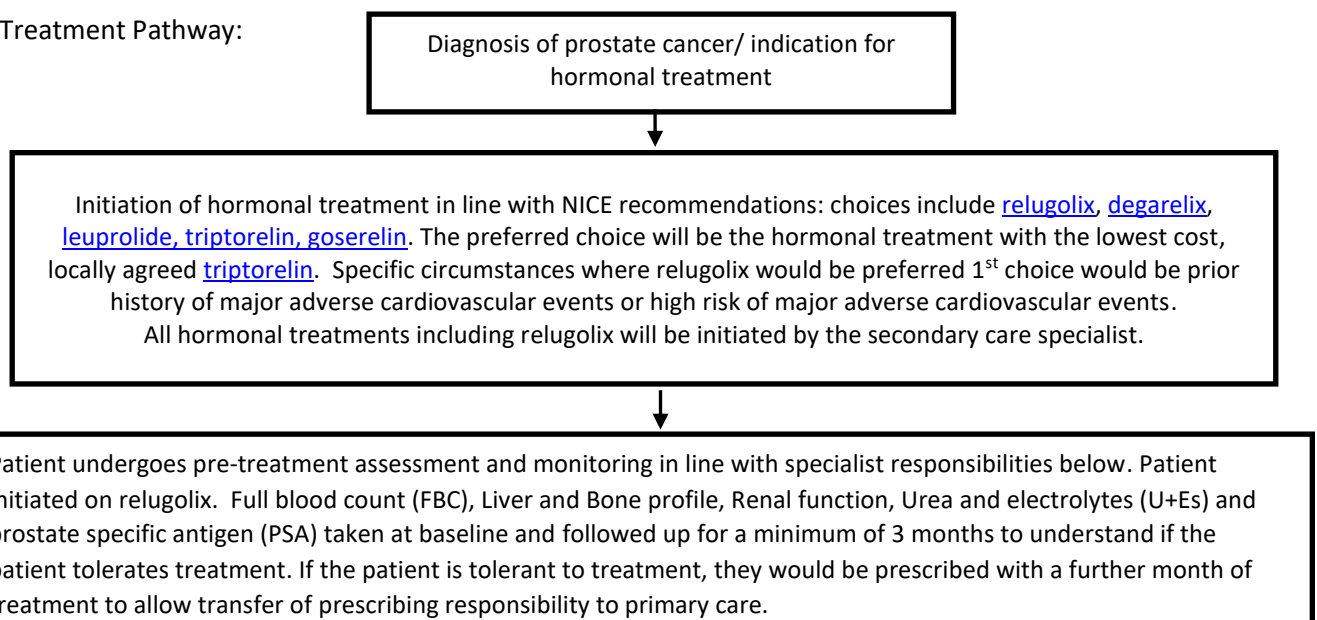 Treatment Pathway:
Diagnosis of prostate cancer/ indication for
hormonal treatment
Initiation of hormonal treatment in line with NICE recommendations: choices include relugolix, degarelix,
leuprolide, triptorelin, goserelin. The preferred choice will be the hormonal treatment with the lowest cost,
locally agreed triptorelin.  Specific circumstances where relugolix would be preferred 1st choice would be prior
history of major adverse cardiovascular events or high risk of major adverse cardiovascular events.
All hormonal treatments including relugolix will be initiated by the secondary care specialist.
Patient undergoes pre-treatment assessment and monitoring in line with specialist responsibilities below. Patient
initiated on relugolix.  Full blood count (FBC), Liver and Bone profile, Renal function, Urea and electrolytes (U+Es) and
prostate specific antigen (PSA) taken at baseline and followed up for a minimum of 3 months to understand if the
patient tolerates treatment. If the patient is tolerant to treatment, they would be prescribed with a further month of
treatment to allow transfer of prescribing responsibility to primary care.